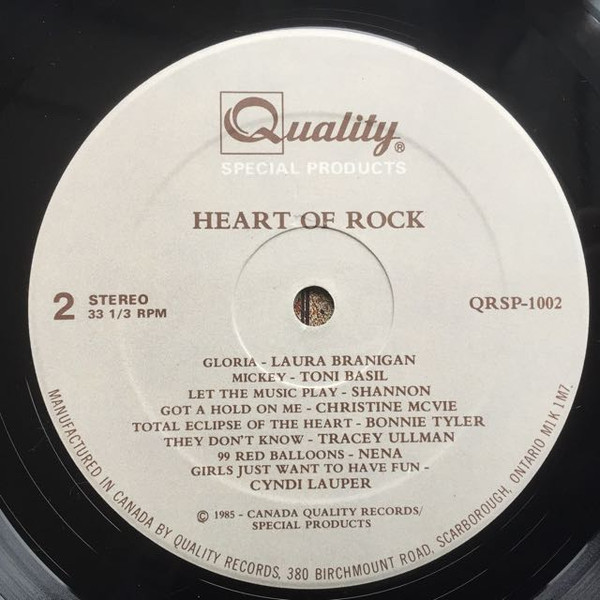 Quality®
SPECIAL PRODUCTS
HEART OF ROCK
2 STEREO
33 1/3 RPM
QRSP-1002
GLORIA - LAURA BRANIGAN
MICKEY - TONI BASIL
LET THE MUSIC PLAY - SHANNON
GOT A HOLD ON ME - CHRISTINE MCVIE
TOTAL ECLIPSE OF THE HEART - BONNIE TYLER
THEY DON'T KNOW - TRACEY ULLMAN
99 RED BALLOONS - NENA
GIRLS JUST WANT TO HAVE FUN -
CYNDI LAUPER
© 1985 - CANADA QUALITY RECORDS/
SPECIAL PRODUCTS
MANUFACTURED IN CANADA BY QUALITY RECORDS, 380 BIRCHMOUNT ROAD, SCARBOROUGH, ONTARIO M1K 1M7.